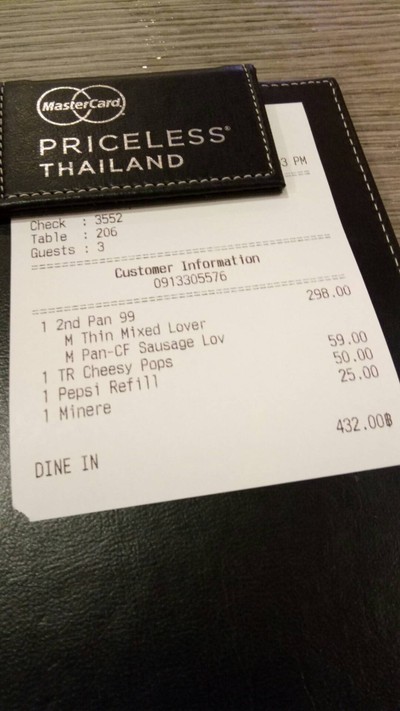 MasterCard
PRICELESS®
THAILAND
3 PM
Check : 3552
Table : 206
Guests : 3
Customer Information
0913305576
1 2nd Pan 99 298.00
M Thin Mixed Lover
M Pan-CF Sausage Lov
1 TR Cheesy Pops 59.00
1 Pepsi Refill 50.00
1 Minere 25.00
432.00฿
DINE IN